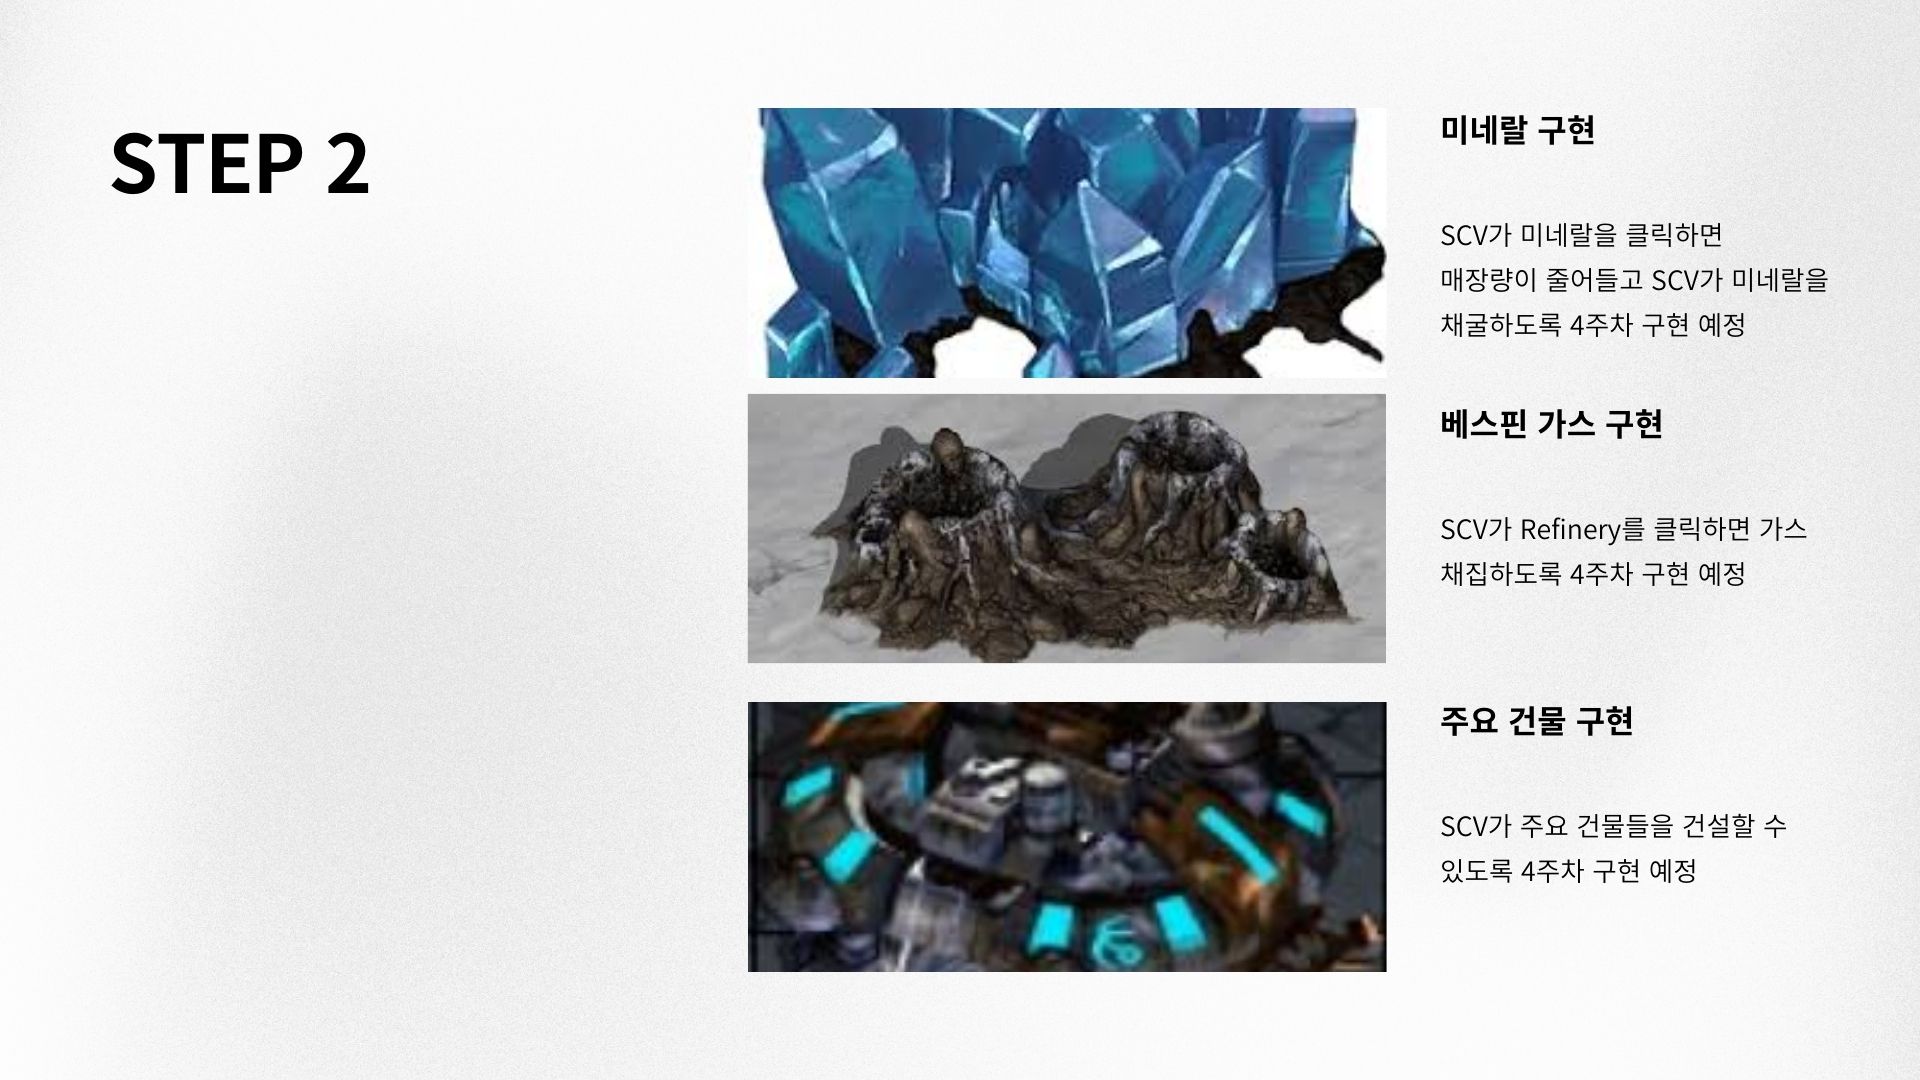 STEP 2
미네랄 구현
SCV가 미네랄을 클릭하면
매장량이 줄어들고 SCV가 미네랄을
채굴하도록 4주차 구현 예정
베스핀 가스 구현
SCV가 Refinery를 클릭하면 가스
채집하도록 4주차 구현 예정
주요 건물 구현
SCV가 주요 건물들을 건설할 수
있도록 4주차 구현 예정